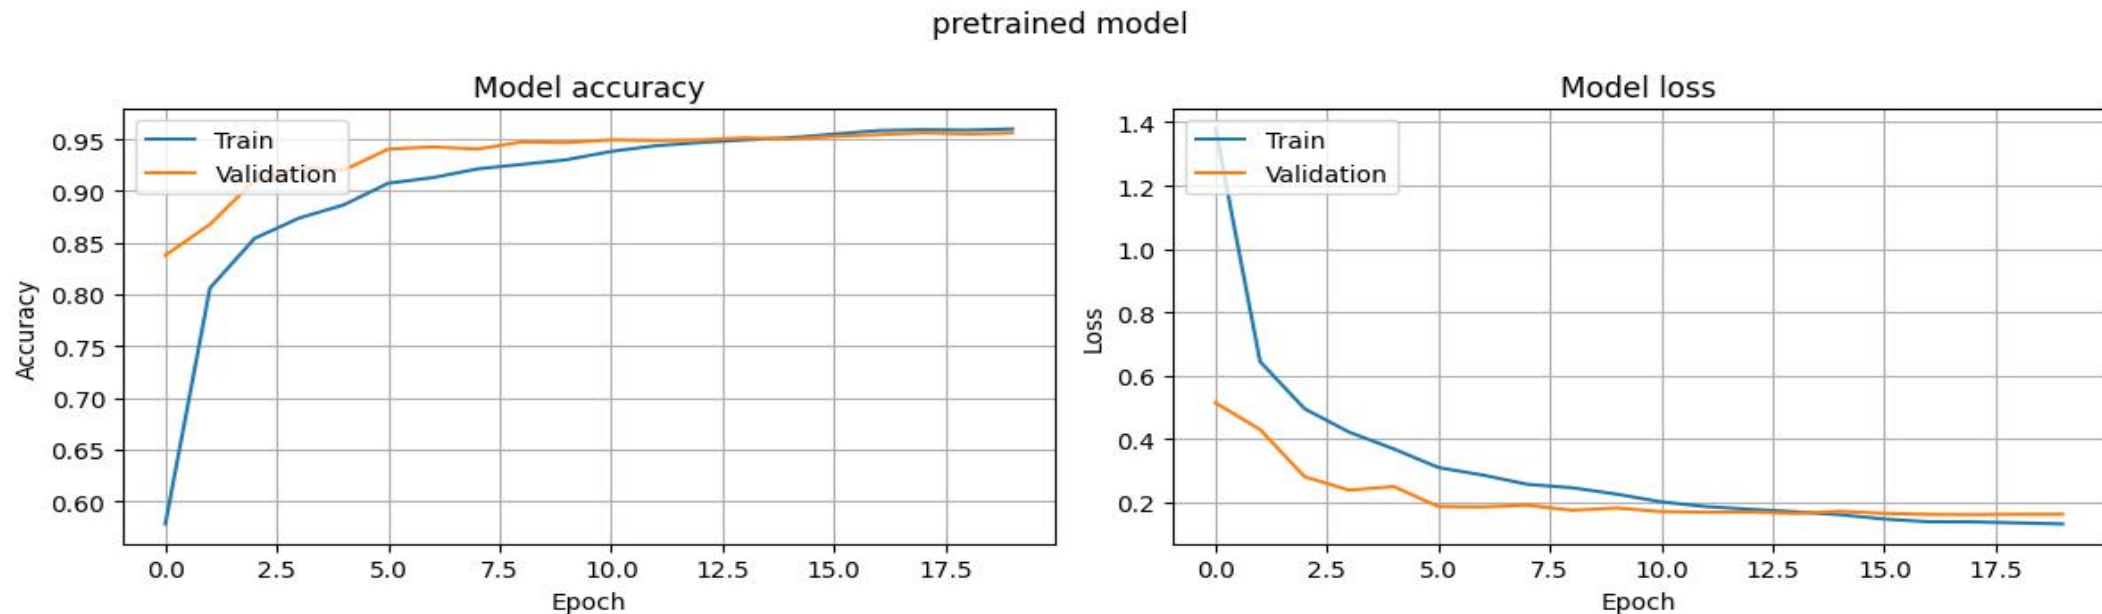 pretrained model
Model accuracy
Train
Validation
0.95
0.90
0.85
0.80
0.75
0.70
0.65
0.60
Accuracy
0.0 2.5 5.0 7.5 10.0 12.5 15.0 17.5
Epoch
Model loss
Train
Validation
1.4
1.2
1.0
0.8
0.6
0.4
0.2
Loss
0.0 2.5 5.0 7.5 10.0 12.5 15.0 17.5
Epoch